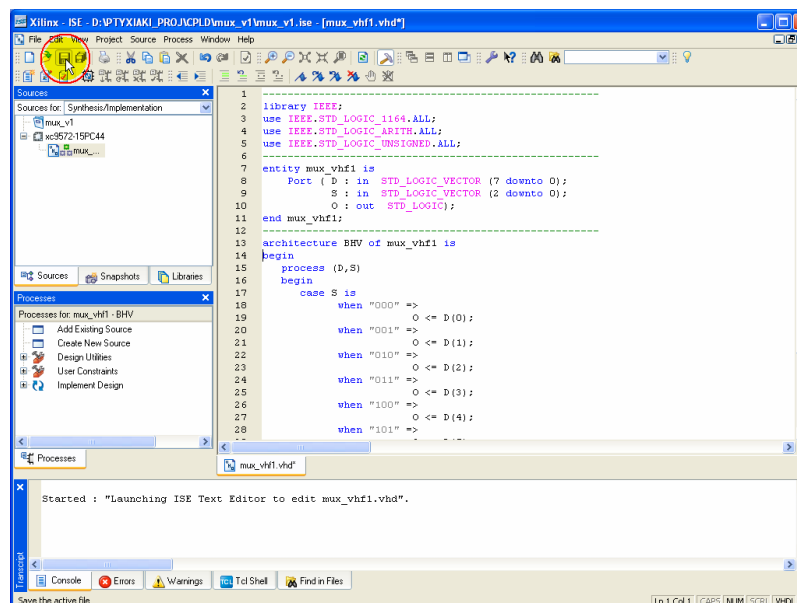 Xilinx - ISE - D:\PTYXIAKI_PROJ\CPLD\mux_v1\mux_v1.ise - [mux_vhf1.vhd*]
File Edit View Project Source Process Window Help
Sources
Sources for: Synthesis/Implementation
mux_v1
xc9572-15PC44
mux_...
Sources Snapshots Libraries
Processes
Processes for: mux_vhf1 - BHV
Add Existing Source
Create New Source
Design Utilities
User Constraints
Implement Design
Processes
1 ------------------------------------------------------
2 library IEEE;
3 use IEEE.STD_LOGIC_1164.ALL;
4 use IEEE.STD_LOGIC_ARITH.ALL;
5 use IEEE.STD_LOGIC_UNSIGNED.ALL;
6 ------------------------------------------------------
7 entity mux_vhf1 is
8 Port ( D : in STD_LOGIC_VECTOR (7 downto 0);
9 S : in STD_LOGIC_VECTOR (2 downto 0);
10 O : out STD_LOGIC);
11 end mux_vhf1;
12 ------------------------------------------------------
13 architecture BHV of mux_vhf1 is
14 begin
15 process (D,S)
16 begin
17 case S is
18 when "000" =>
19 O <= D(0);
20 when "001" =>
21 O <= D(1);
22 when "010" =>
23 O <= D(2);
24 when "011" =>
25 O <= D(3);
26 when "100" =>
27 O <= D(4);
28 when "101" =>
mux_vhf1.vhd*
Started : "Launching ISE Text Editor to edit mux_vhf1.vhd".
Transcript
Console Errors Warnings TCL Tcl Shell Find in Files
Save the active file
Ln 1 Col 1 CAPS NUM SCRL VHDL